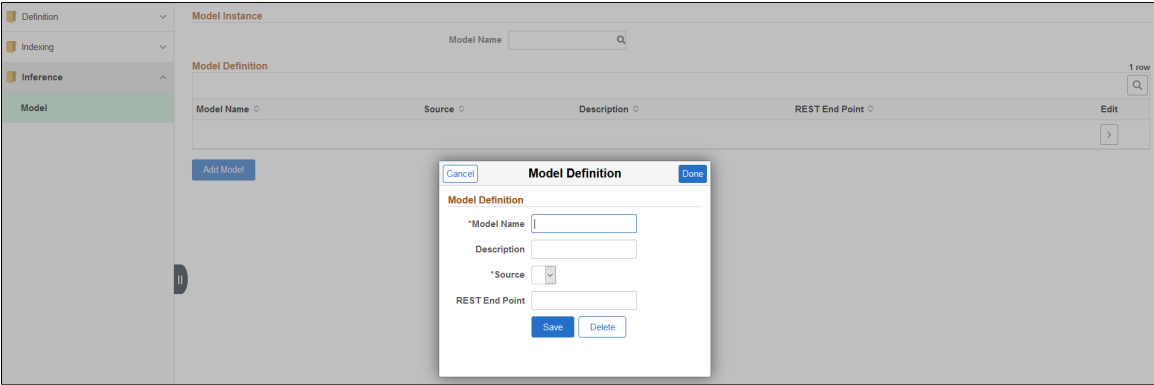 Definition
Indexing
Inference
Model
Model Instance
Model Name
Model Definition
1 row
Model Name Source Description REST End Point Edit
Add Model
Cancel Model Definition Done
Model Definition
*Model Name
Description
*Source
REST End Point
Save Delete